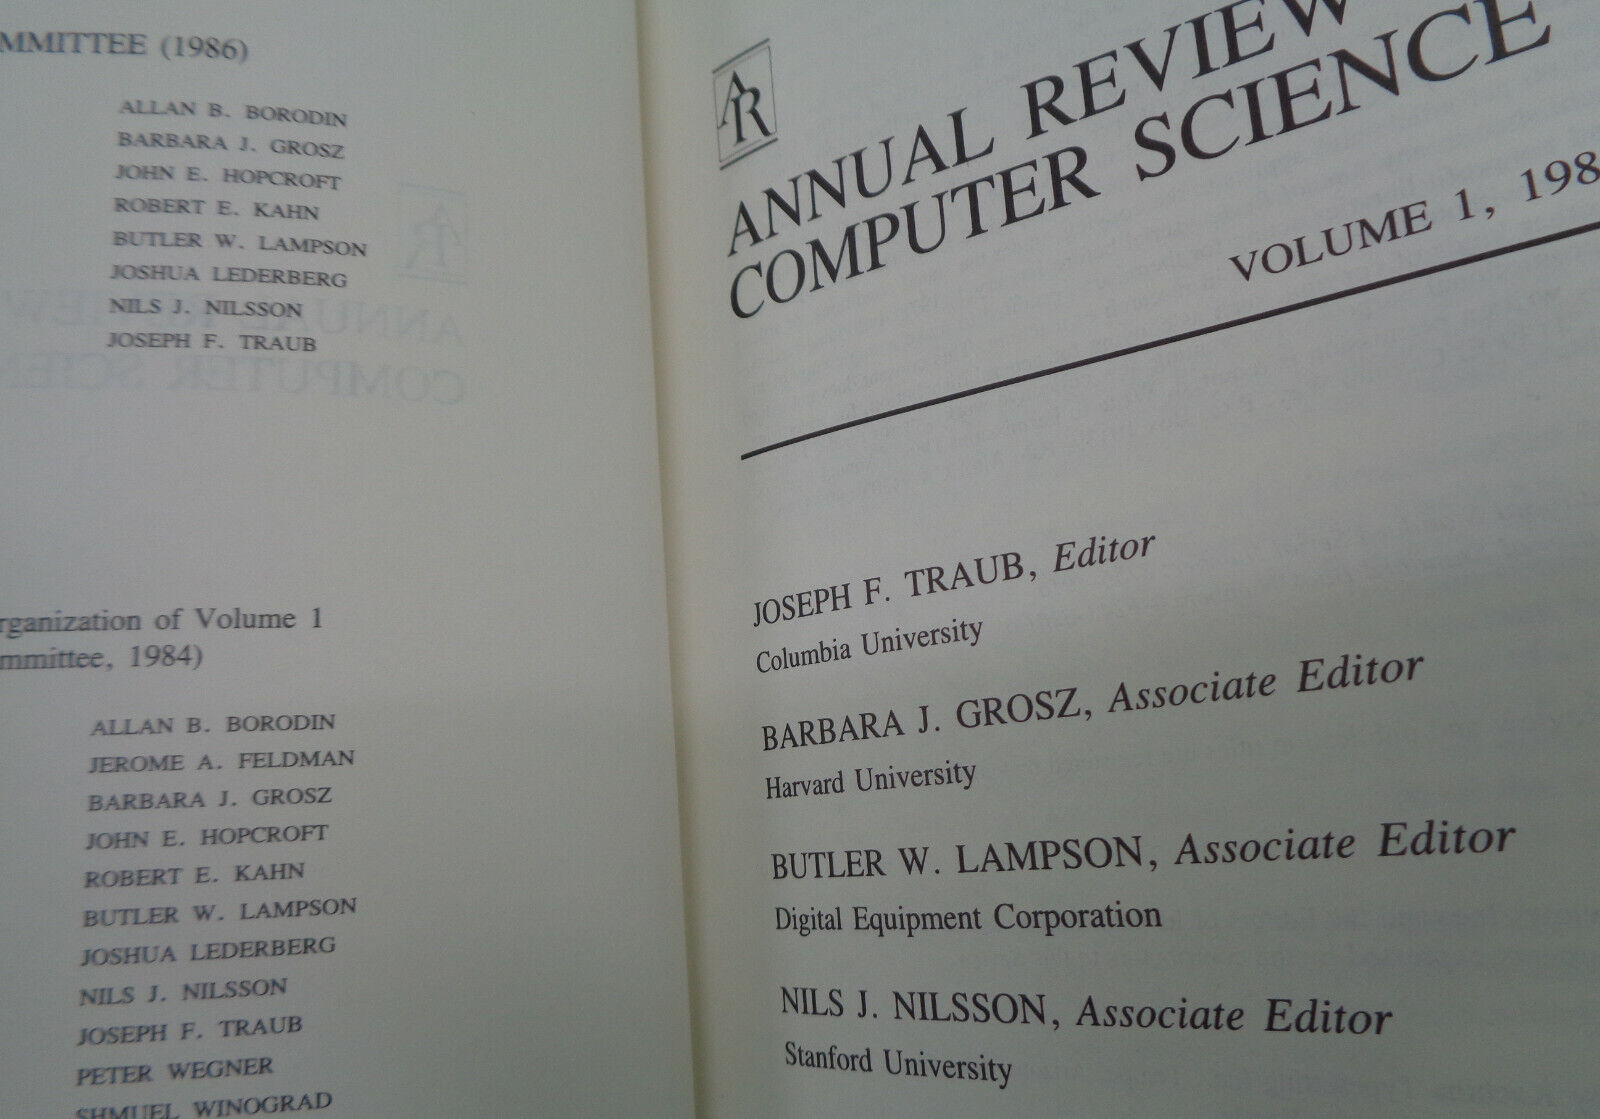 MMITTEE (1986)
ALLAN B. BORODIN
BARBARA J. GROSZ
JOHN E. HOPCROFT
ROBERT E. KAHN
BUTLER W. LAMPSON
JOSHUA LEDERBERG
NILS J. NILSSON
JOSEPH F. TRAUB
rganization of Volume 1
mmittee, 1984)
ALLAN B. BORODIN
JEROME A. FELDMAN
BARBARA J. GROSZ
JOHN E. HOPCROFT
ROBERT E. KAHN
BUTLER W. LAMPSON
JOSHUA LEDERBERG
NILS J. NILSSON
JOSEPH F. TRAUB
PETER WEGNER
SHMUEL WINOGRAD
AR
ANNUAL REVIEW
COMPUTER SCIENCE
VOLUME 1, 198
JOSEPH F. TRAUB, Editor
Columbia University
BARBARA J. GROSZ, Associate Editor
Harvard University
BUTLER W. LAMPSON, Associate Editor
Digital Equipment Corporation
NILS J. NILSSON, Associate Editor
Stanford University